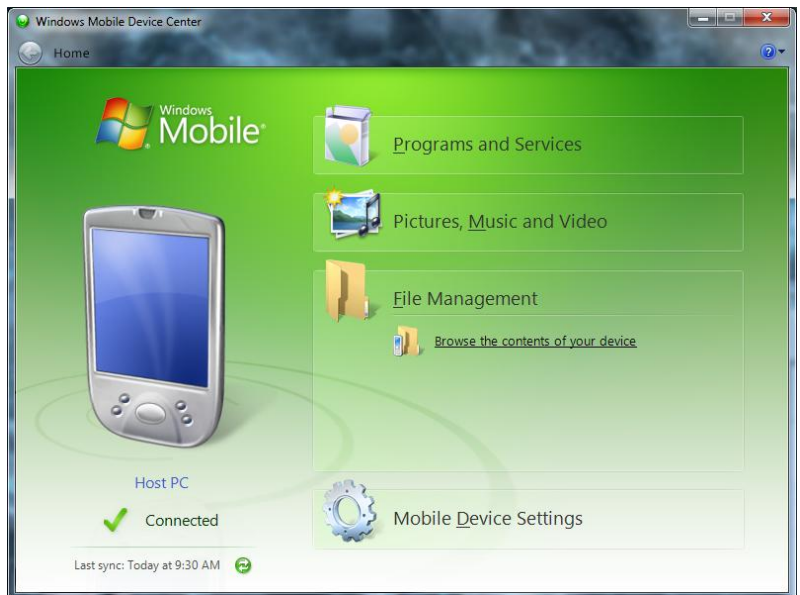 Windows Mobile Device Center
Home
Windows
Mobile®
Programs and Services
Pictures, Music and Video
File Management
Browse the contents of your device
Host PC
Connected
Mobile Device Settings
Last sync: Today at 9:30 AM